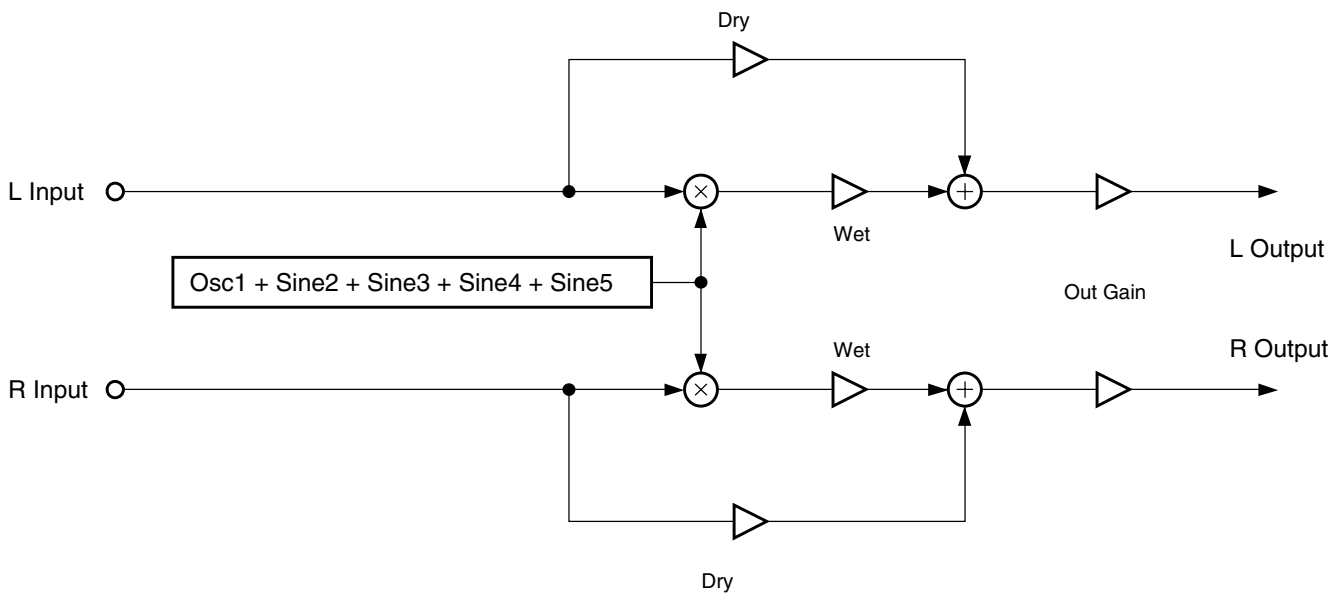 Dry
L Input
×
+
Wet
L Output
Osc1 + Sine2 + Sine3 + Sine4 + Sine5
Out Gain
Wet
R Output
R Input
×
+
Dry